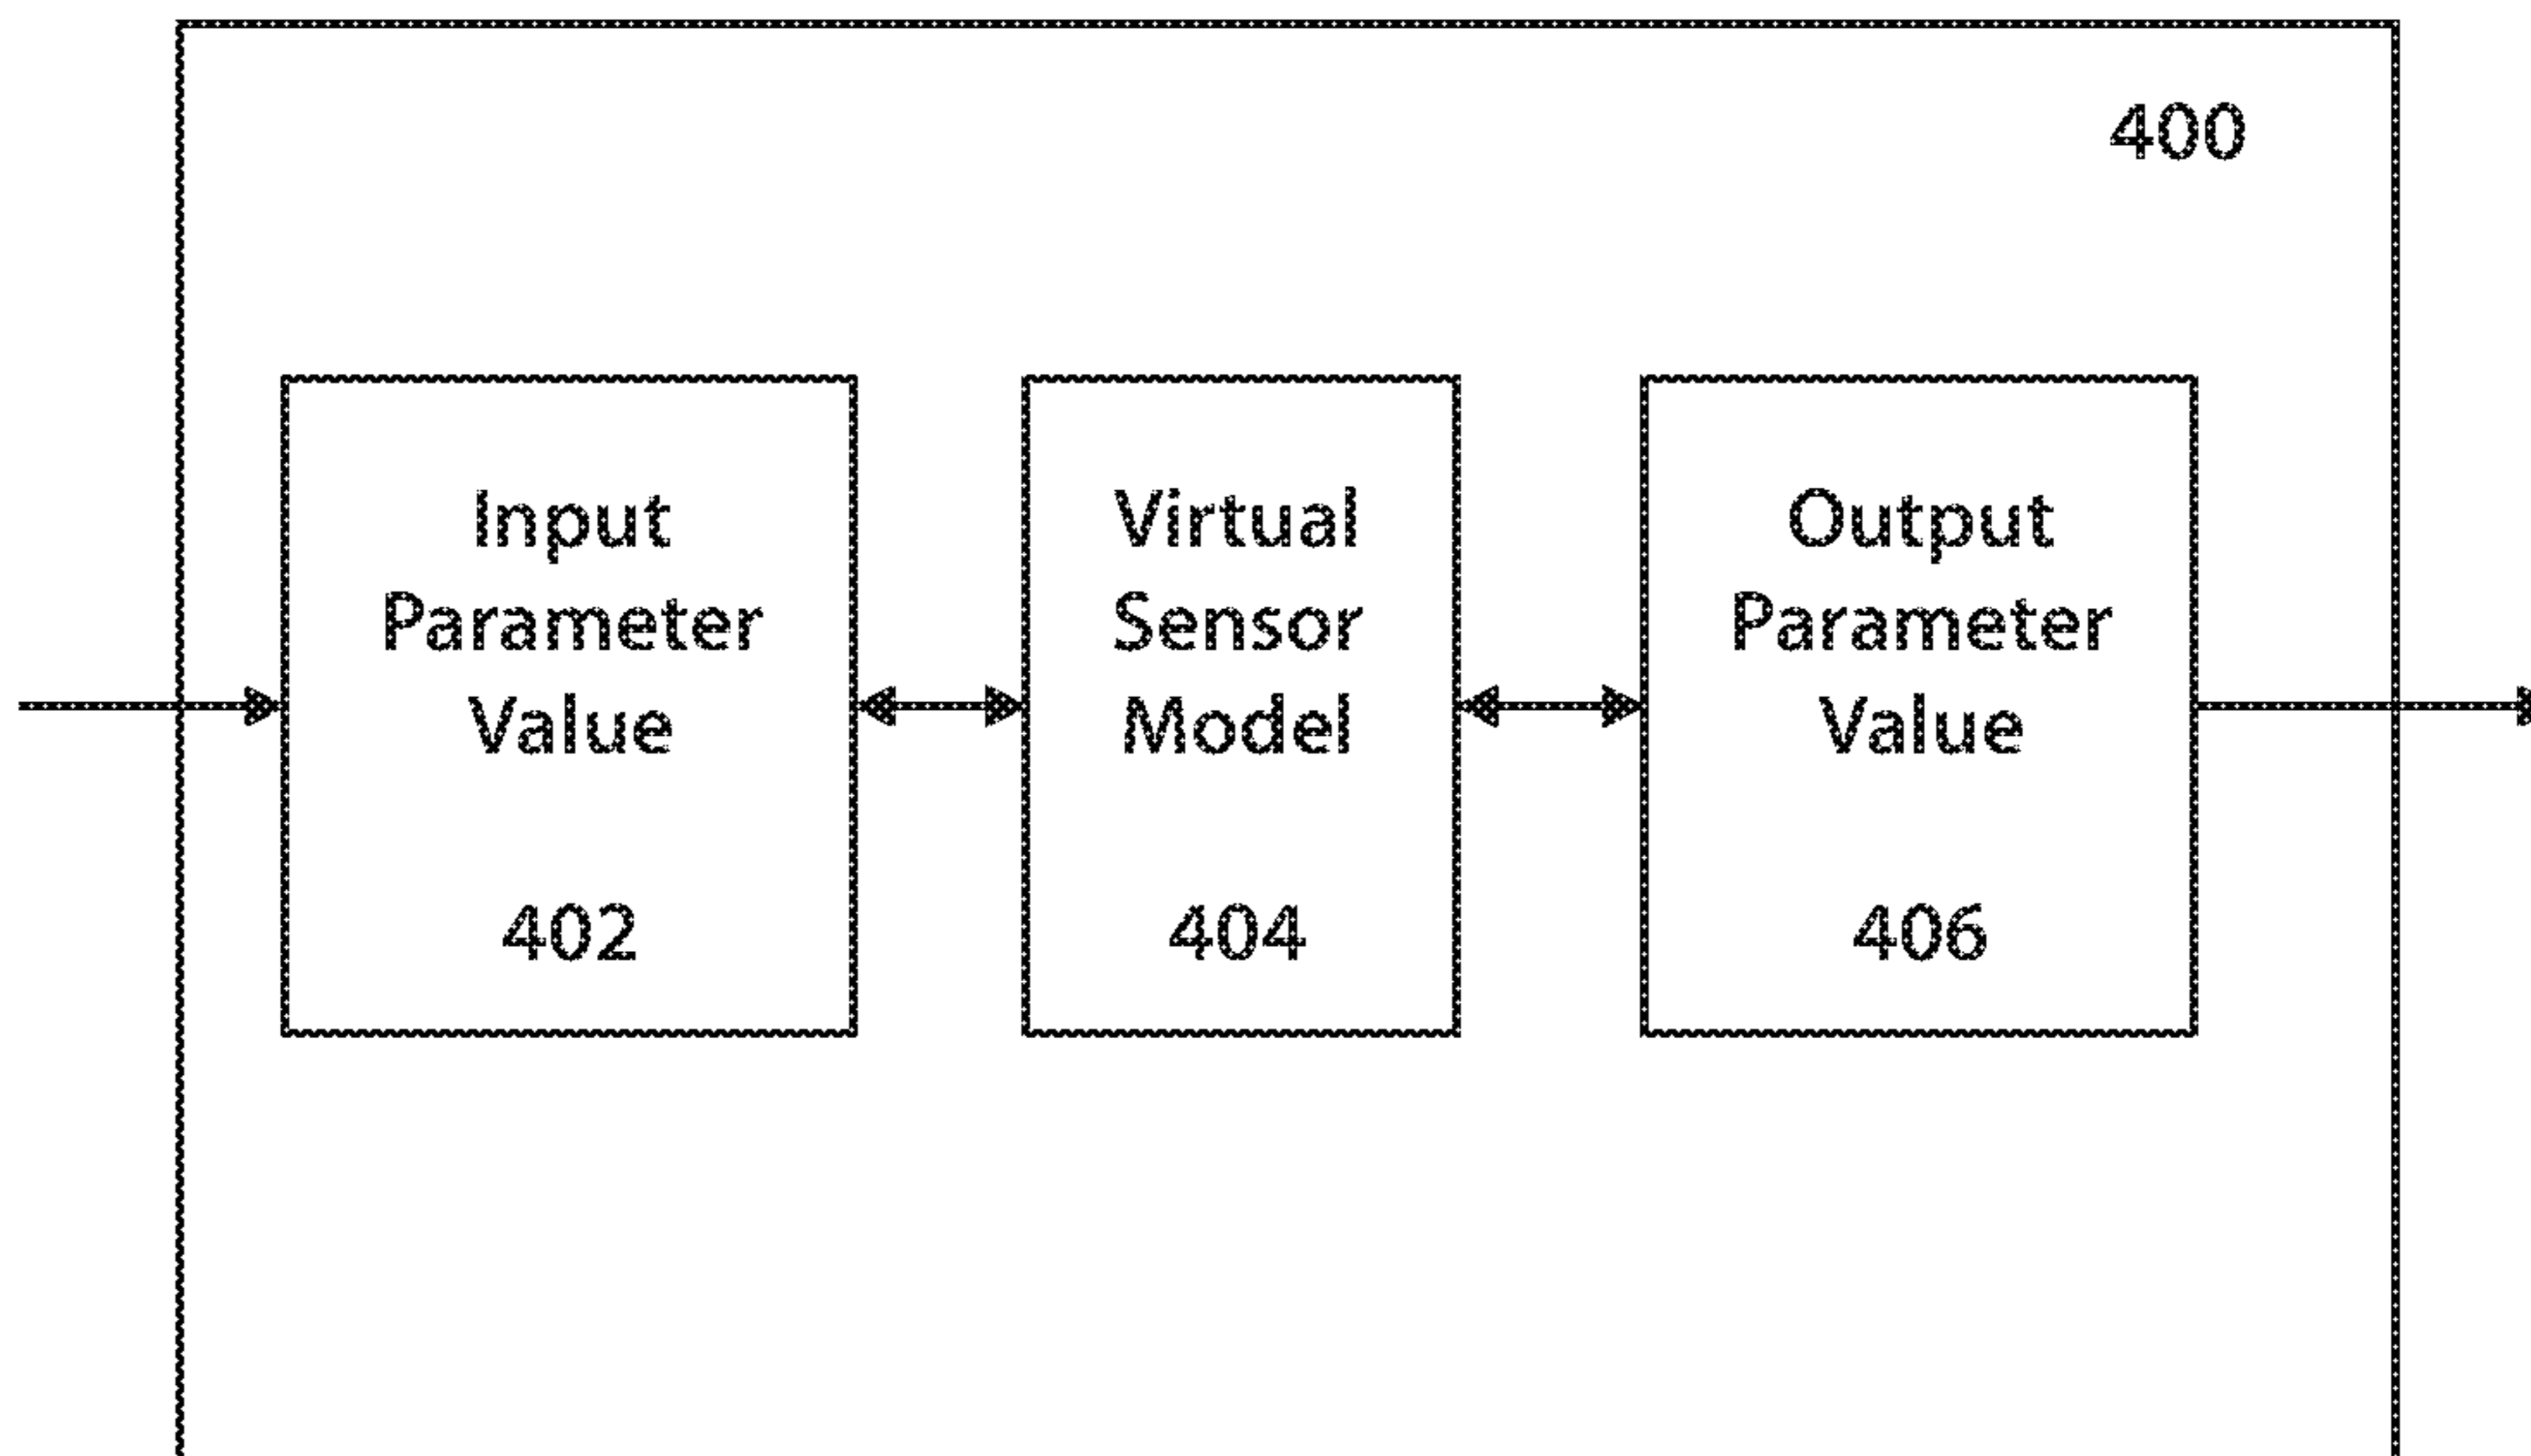 400
Input
Parameter
Value
402
Virtual
Sensor
Model
404
Output
Parameter
Value
406